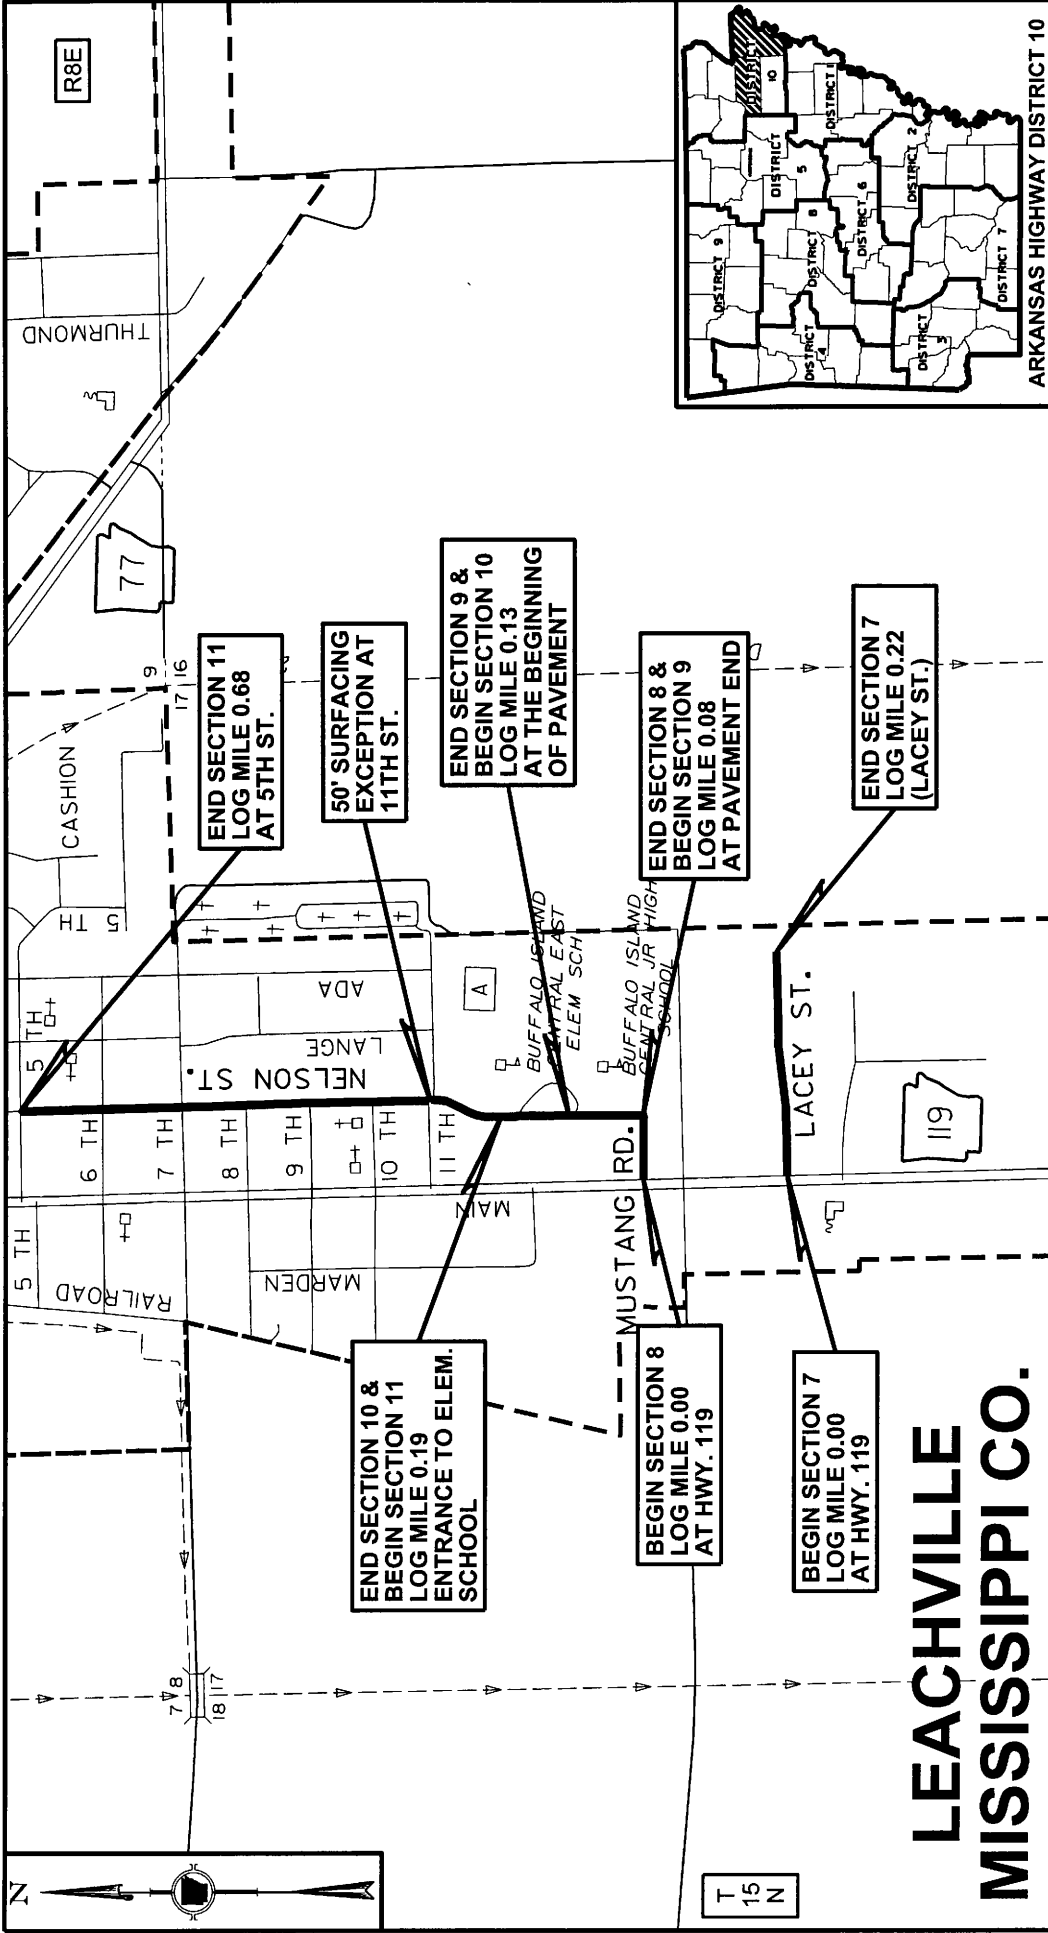 N
R8E
THURMOND
77
CASHION
5 TH
9
16
17
END SECTION 11
LOG MILE 0.68
AT 5TH ST.
50' SURFACING
EXCEPTION AT
11TH ST.
END SECTION 9 &
BEGIN SECTION 10
LOG MILE 0.13
AT THE BEGINNING
OF PAVEMENT
END SECTION 8 &
BEGIN SECTION 9
LOG MILE 0.08
AT PAVEMENT END
END SECTION 7
LOG MILE 0.22
(LACEY ST.)
5 TH
ADA
LANGE
NELSON ST.
A
BUFFALO ISLAND
CENTRAL EAST
ELEM SCH
BUFFALO ISLAND
CENTRAL JR HIGH
SCHOOL
LACEY ST.
119
6 TH
7 TH
8 TH
9 TH
10 TH
11 TH
MAIN
MUSTANG RD.
5 TH
RAILROAD
MARDEN
END SECTION 10 &
BEGIN SECTION 11
LOG MILE 0.19
ENTRANCE TO ELEM.
SCHOOL
BEGIN SECTION 8
LOG MILE 0.00
AT HWY. 119
BEGIN SECTION 7
LOG MILE 0.00
AT HWY. 119
7
8
18
17
T
15
N
LEACHVILLE
MISSISSIPPI CO.
DISTRICT 9
DISTRICT
10
DISTRICT
5
DISTRICT 1
DISTRICT 8
DISTRICT
4
DISTRICT 6
DISTRICT 2
DISTRICT
3
DISTRICT 7
ARKANSAS HIGHWAY DISTRICT 10